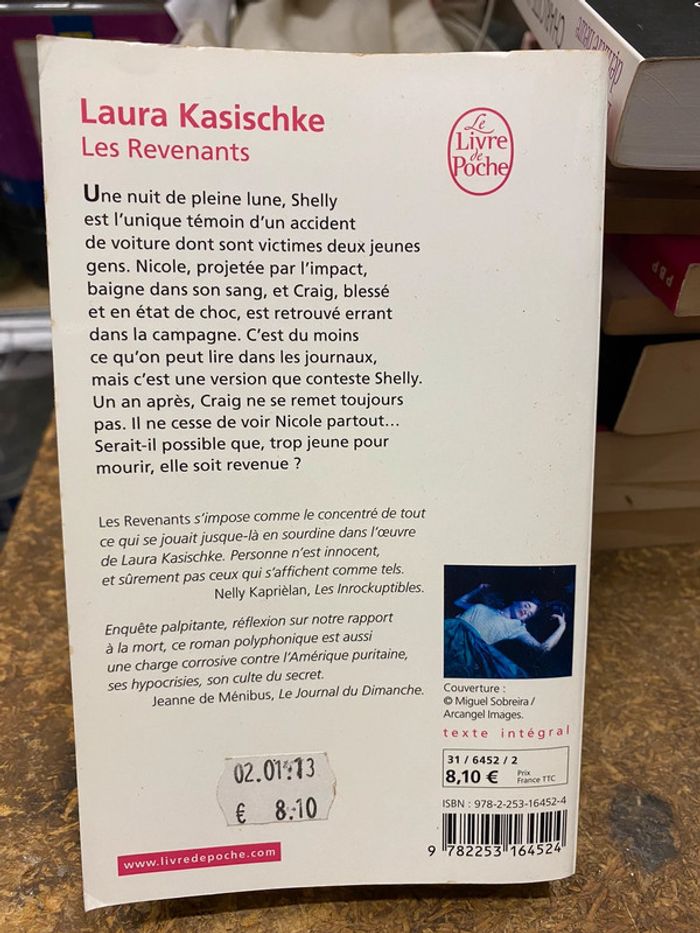 Laura Kasischke
Les Revenants
Le
Livre
de
Poche
Une nuit de pleine lune, Shelly
est l'unique témoin d'un accident
de voiture dont sont victimes deux jeunes
gens. Nicole, projetée par l'impact,
baigne dans son sang, et Craig, blessé
et en état de choc, est retrouvé errant
dans la campagne. C'est du moins
ce qu'on peut lire dans les journaux,
mais c'est une version que conteste Shelly.
Un an après, Craig ne se remet toujours
pas. Il ne cesse de voir Nicole partout…
Serait-il possible que, trop jeune pour
mourir, elle soit revenue ?
Les Revenants s'impose comme le concentré de tout
ce qui se jouait jusque-là en sourdine dans l'œuvre
de Laura Kasischke. Personne n'est innocent,
et sûrement pas ceux qui s'affichent comme tels.
Nelly Kaprièlan, Les Inrockuptibles.
Enquête palpitante, réflexion sur notre rapport
à la mort, ce roman polyphonique est aussi
une charge corrosive contre l'Amérique puritaine,
ses hypocrisies, son culte du secret.
Jeanne de Ménibus, Le Journal du Dimanche.
Couverture :
© Miguel Sobreira /
Arcangel Images.
texte intégral
31 / 6452 / 2
8,10 € Prix
France TTC
ISBN : 978-2-253-16452-4
9 782253 164524
02.01.13
€ 8.10
www.livredepoche.com
PBP